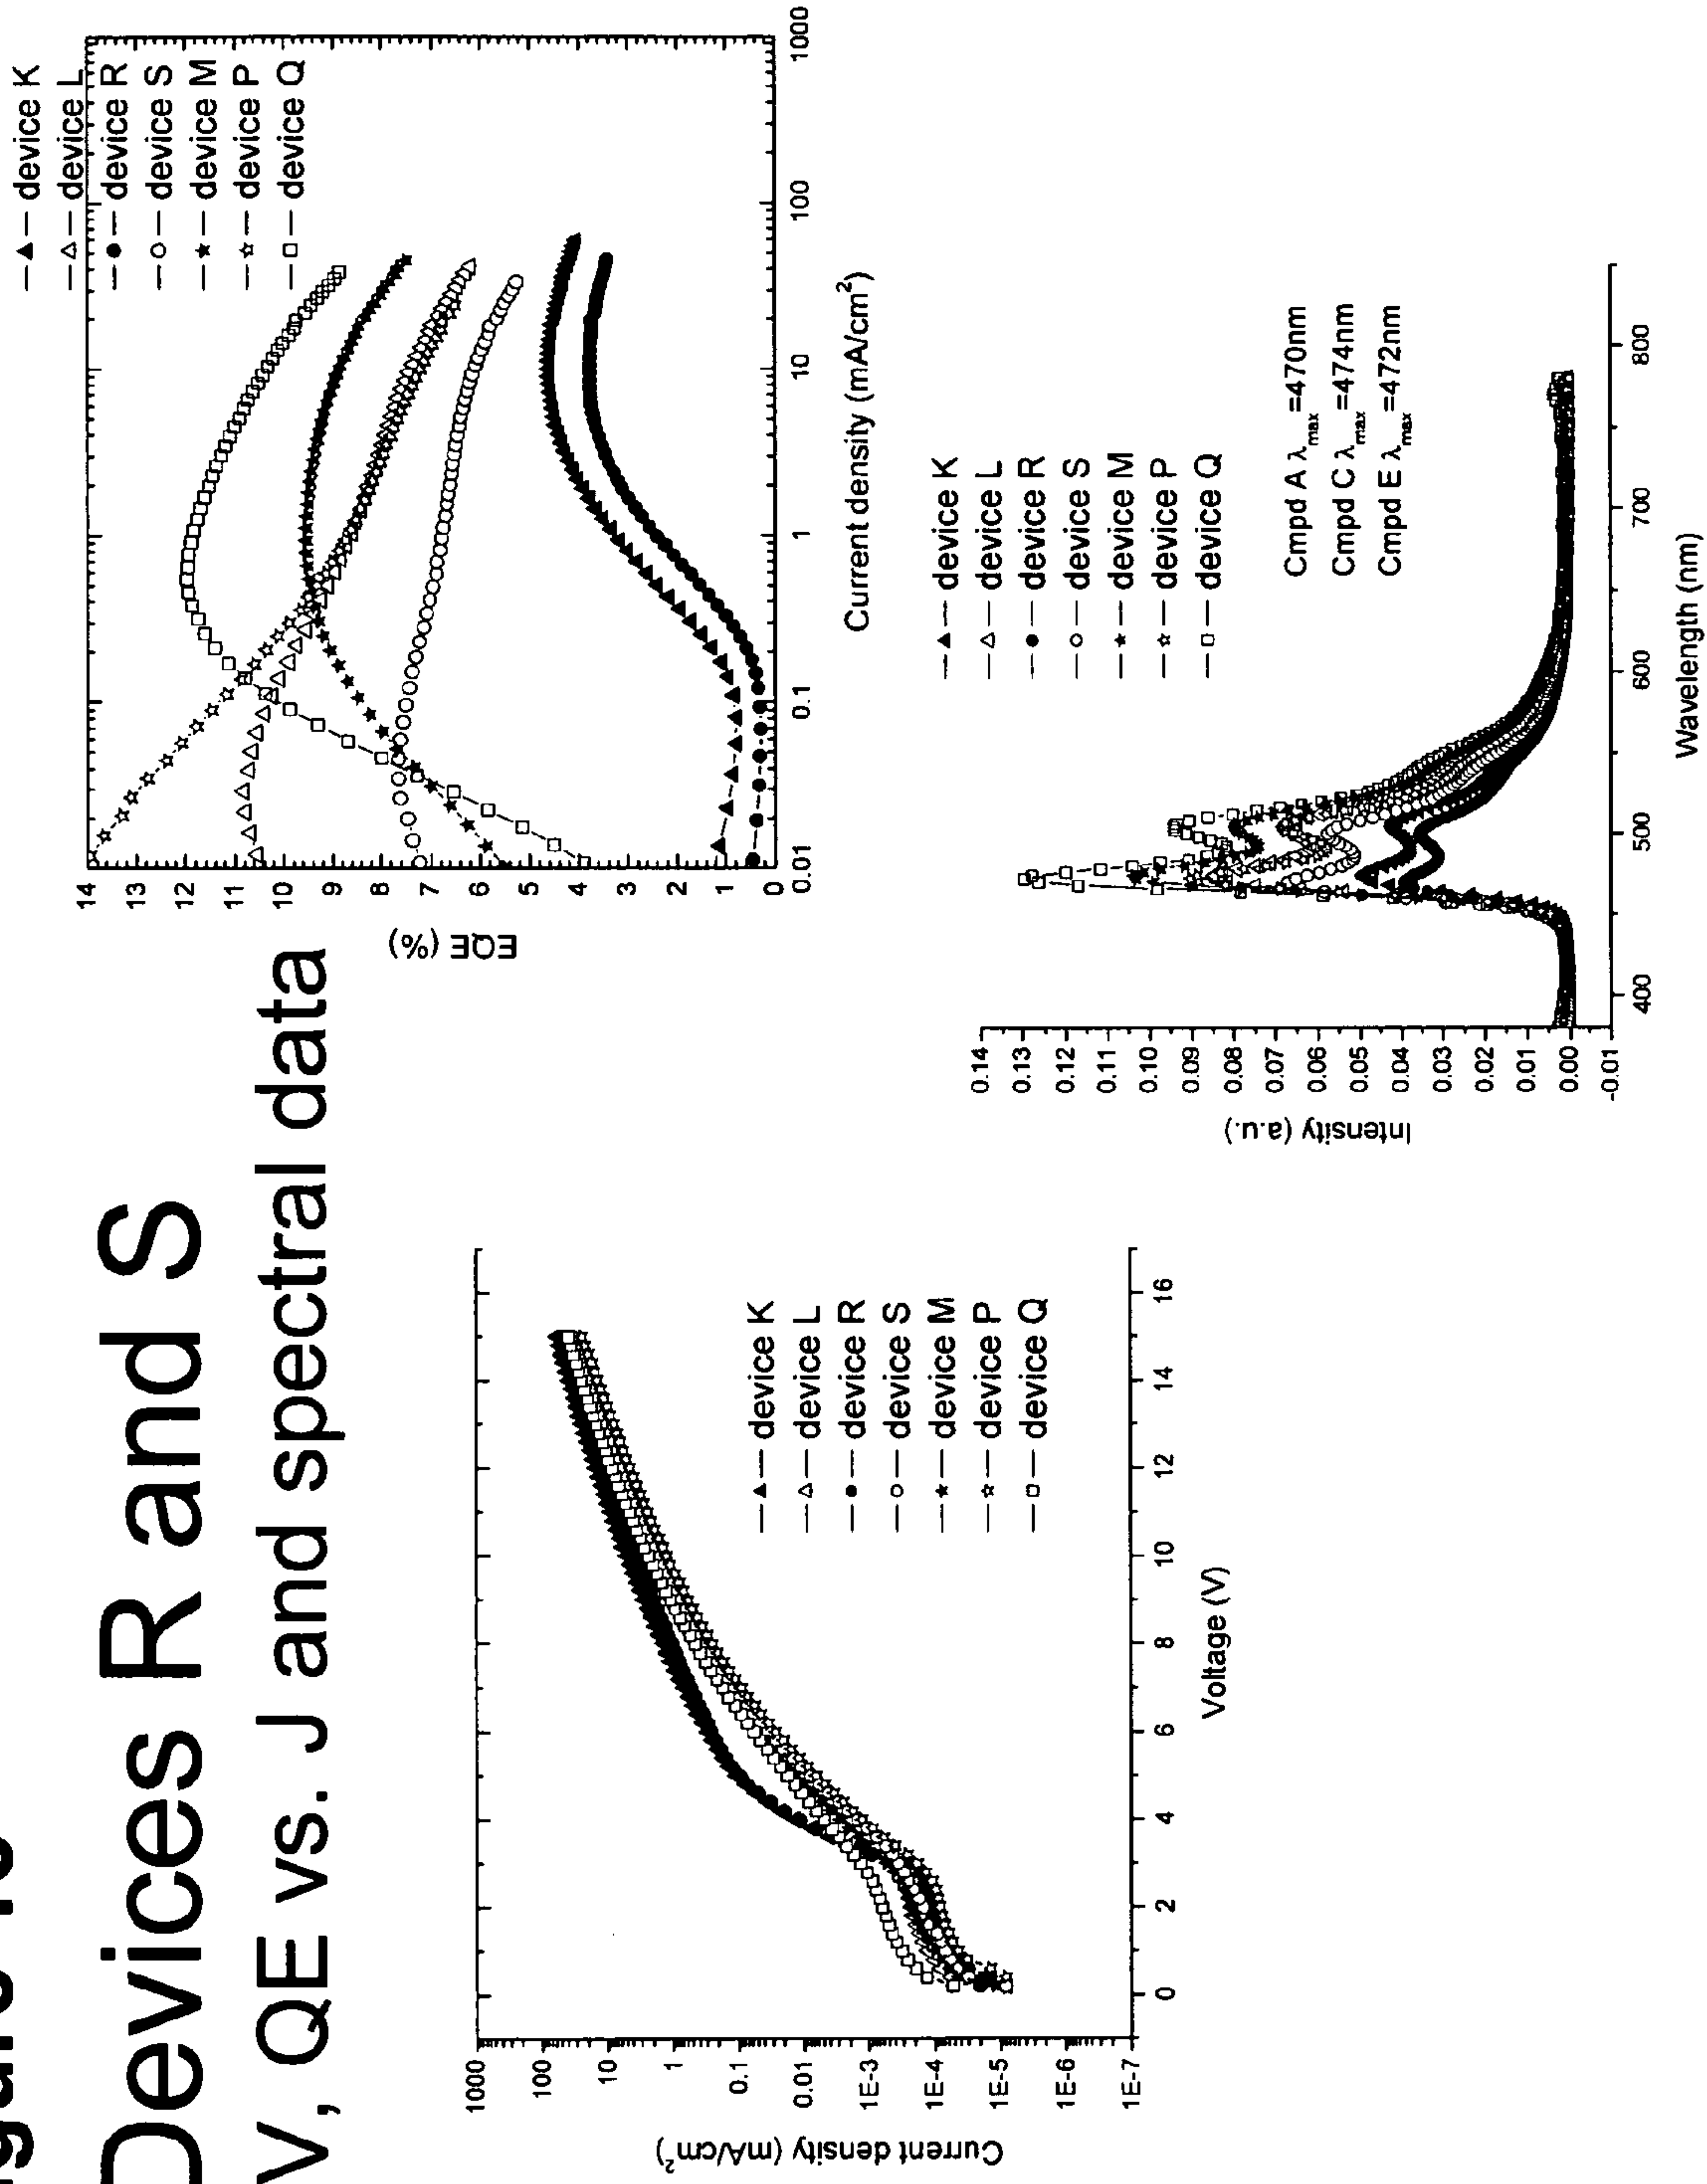 Devices R and S
V, QE vs. J and spectral data
Current density (mA/cm²)
1000
100
10
1
0.1
0.01
1E-3
1E-4
1E-5
1E-6
1E-7
0
2
4
6
8
10
12
14
16
Voltage (V)
device K
device L
device R
device S
device M
device P
device Q
EQE (%)
14
13
12
11
10
9
8
7
6
5
4
3
2
1
0
0.01
0.1
1
10
100
1000
Current density (mA/cm²)
device K
device L
device R
device S
device M
device P
device Q
Intensity (a.u.)
0.14
0.13
0.12
0.11
0.10
0.09
0.08
0.07
0.06
0.05
0.04
0.03
0.02
0.01
0.00
-0.01
400
500
600
700
800
Wavelength (nm)
device K
device L
device R
device S
device M
device P
device Q
Cmpd A λmax=470nm
Cmpd C λmax=474nm
Cmpd E λmax=472nm